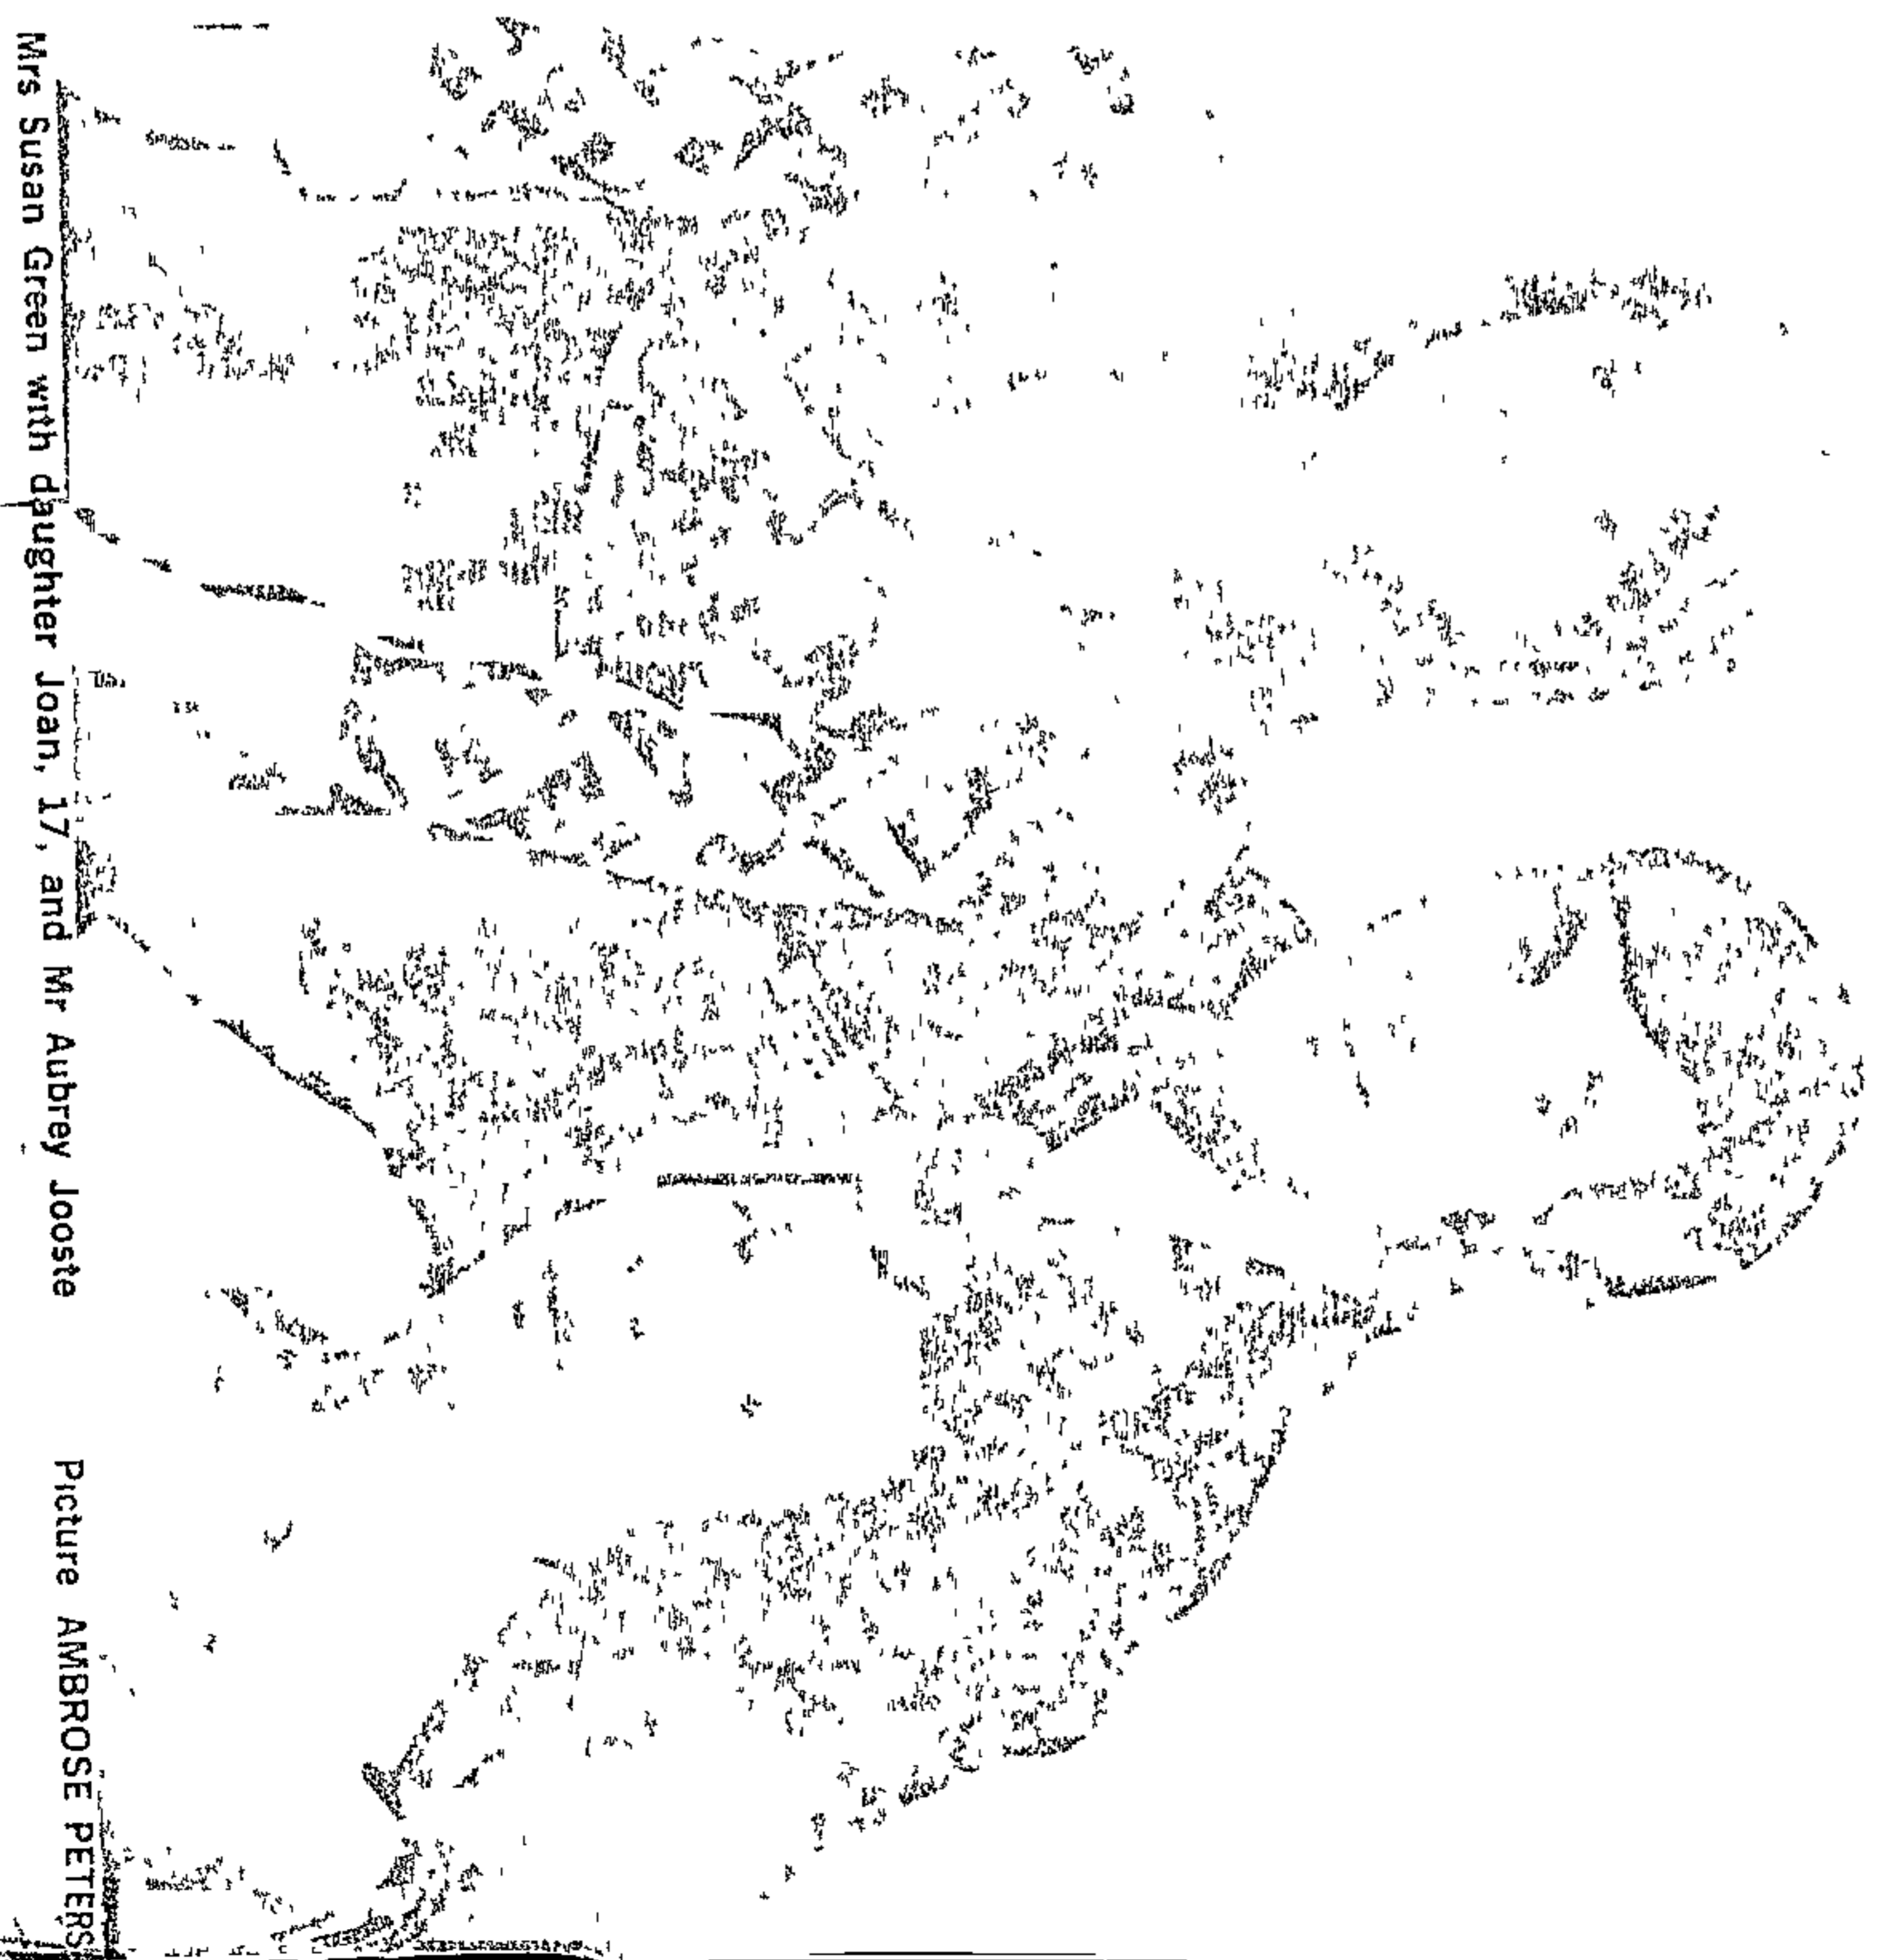 Mrs Susan Green with daughter Joan, 17, and Mr Aubrey Jooste Picture AMBROSE PETERS